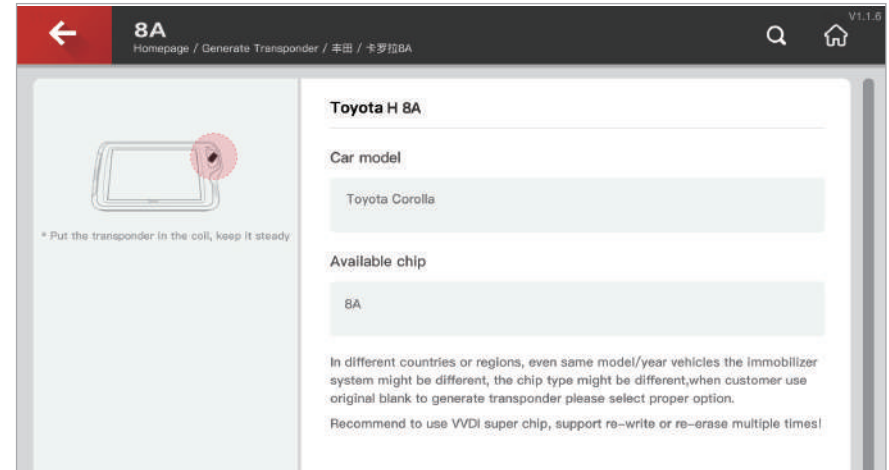 8A
V1.1.6
Homepage / Generate Transponder / 丰田 / 卡罗拉8A
Toyota H 8A
Car model
Toyota Corolla
* Put the transponder in the coil, keep it steady
Available chip
8A
In different countries or regions, even same model/year vehicles the immobilizer
system might be different, the chip type might be different,when customer use
original blank to generate transponder please select proper option.
Recommend to use VVDI super chip, support re-write or re-erase multiple times!